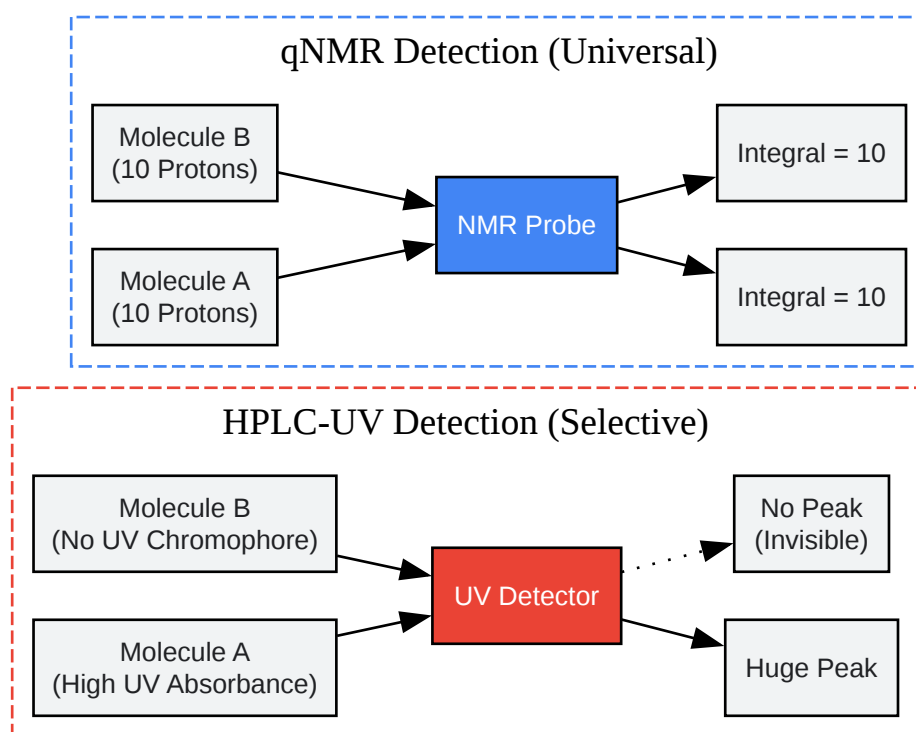 qNMR Detection (Universal)
Molecule B
(10 Protons)
Integral = 10
NMR Probe
Molecule A
(10 Protons)
Integral = 10
HPLC-UV Detection (Selective)
Molecule B
(No UV Chromophore)
No Peak
(Invisible)
UV Detector
Molecule A
(High UV Absorbance)
Huge Peak